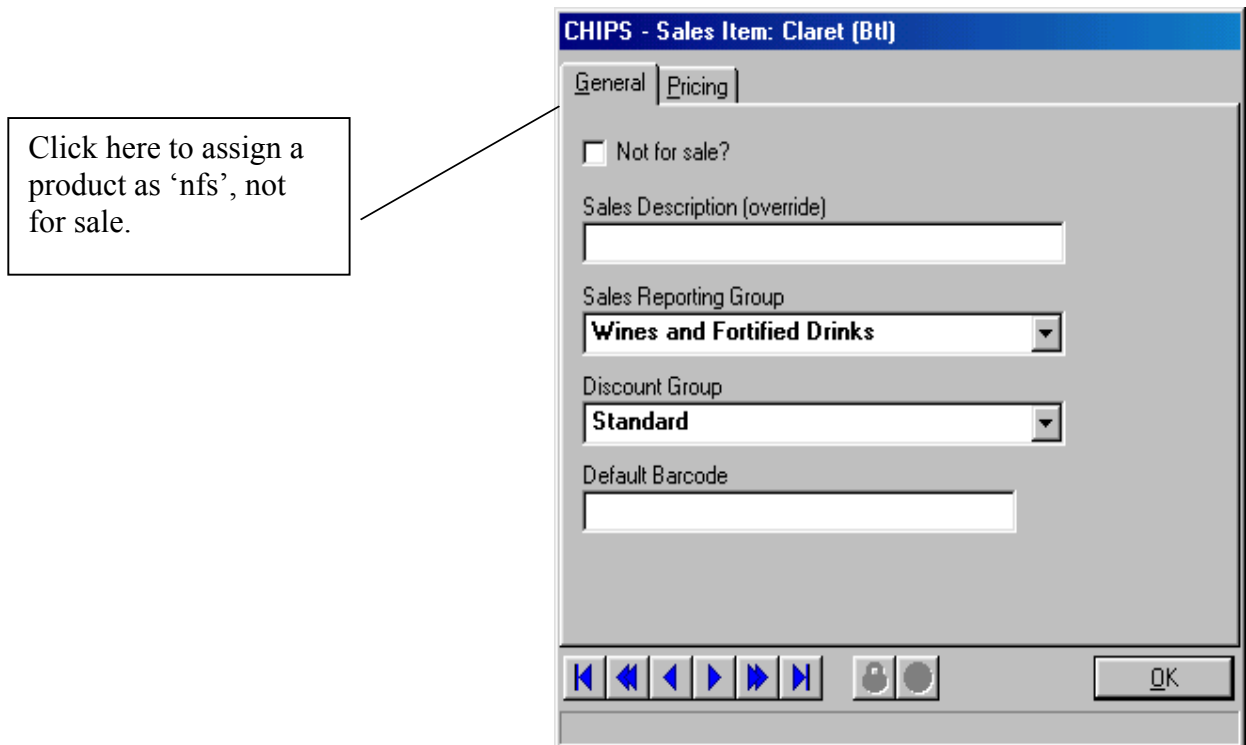 CHIPS - Sales Item: Claret (Btl)
General Pricing
Click here to assign a
product as ‘nfs’, not
for sale.
Not for sale?
Sales Description (override)
Sales Reporting Group
Wines and Fortified Drinks
Discount Group
Standard
Default Barcode
OK